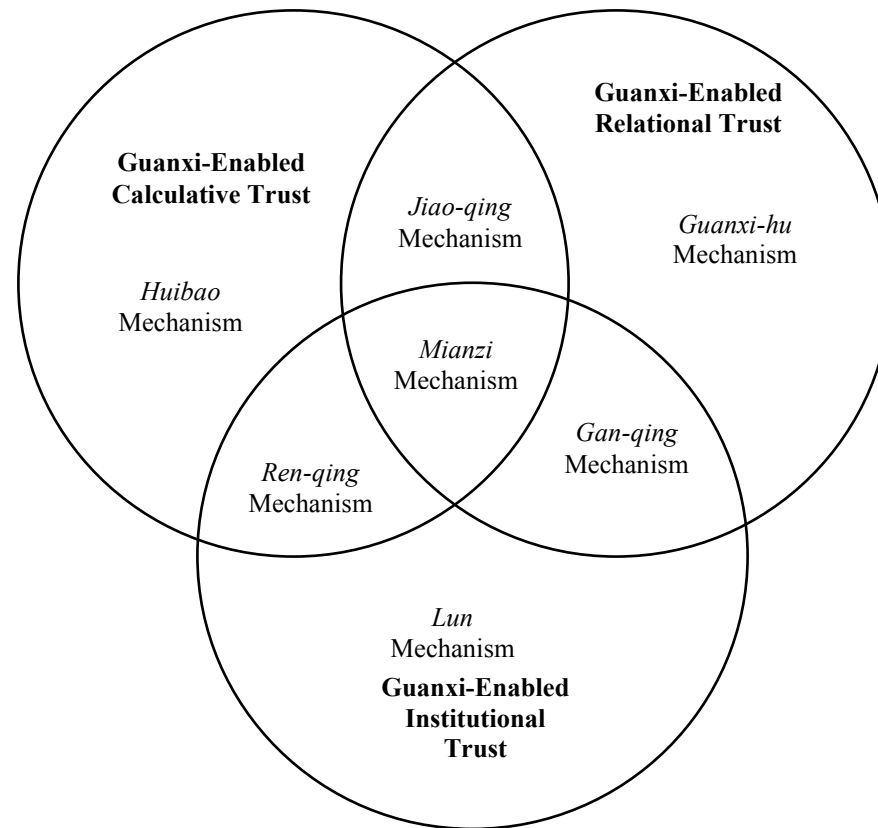 Guanxi-Enabled
Relational Trust
Guanxi-Enabled
Calculative Trust
Jiao-qing
Mechanism
Guanxi-hu
Mechanism
Huibao
Mechanism
Mianzi
Mechanism
Gan-qing
Mechanism
Ren-qing
Mechanism
Lun
Mechanism
Guanxi-Enabled
Institutional
Trust